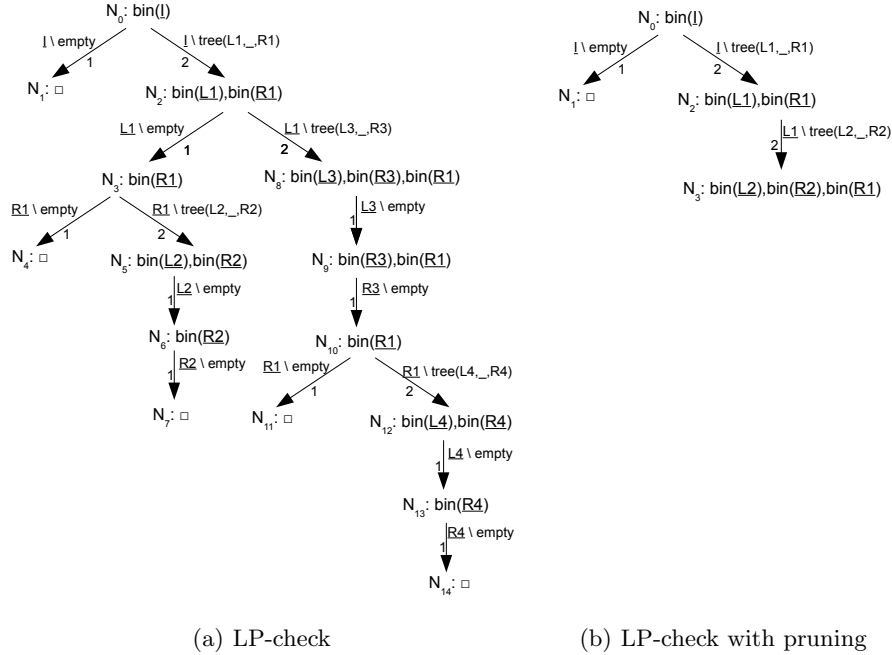 N₀: bin(I)
I \ empty
1
I \ tree(L1,_,R1)
2
N₁: □
N₂: bin(L1),bin(R1)
L1 \ empty
1
L1 \ tree(L3,_,R3)
2
N₃: bin(R1)
N₈: bin(L3),bin(R3),bin(R1)
R1 \ empty
1
R1 \ tree(L2,_,R2)
2
L3 \ empty
1
N₄: □
N₅: bin(L2),bin(R2)
N₉: bin(R3),bin(R1)
L2 \ empty
1
R3 \ empty
1
N₆: bin(R2)
N₁₀: bin(R1)
R2 \ empty
1
R1 \ empty
1
R1 \ tree(L4,_,R4)
2
N₇: □
N₁₁: □
N₁₂: bin(L4),bin(R4)
L4 \ empty
1
N₁₃: bin(R4)
R4 \ empty
1
N₁₄: □
(a) LP-check
N₀: bin(I)
I \ empty
1
I \ tree(L1,_,R1)
2
N₁: □
N₂: bin(L1),bin(R1)
L1 \ tree(L2,_,R2)
2
N₃: bin(L2),bin(R2),bin(R1)
(b) LP-check with pruning